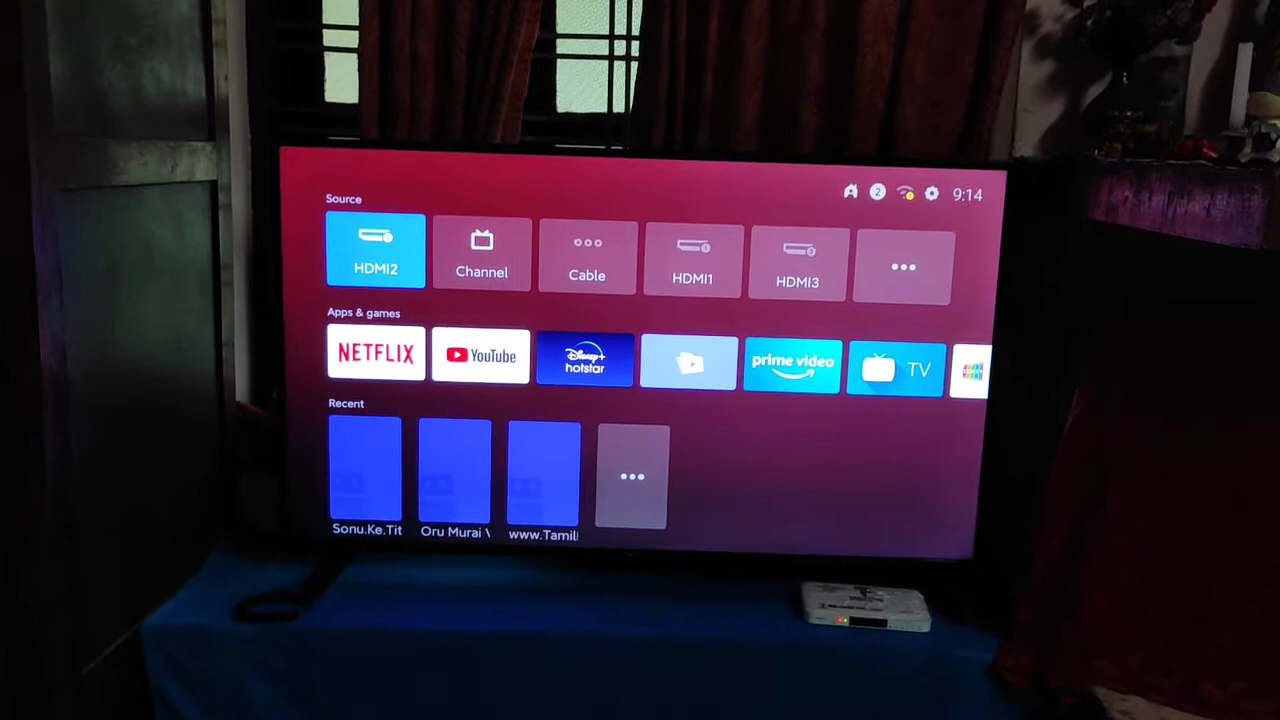 2 9:14
Source
HDMI2 Channel Cable HDMI1 HDMI3
Apps & games
NETFLIX YouTube Disney+ hotstar prime video TV
Recent
Sonu.Ke.Tit Oru Murai www.Tamil